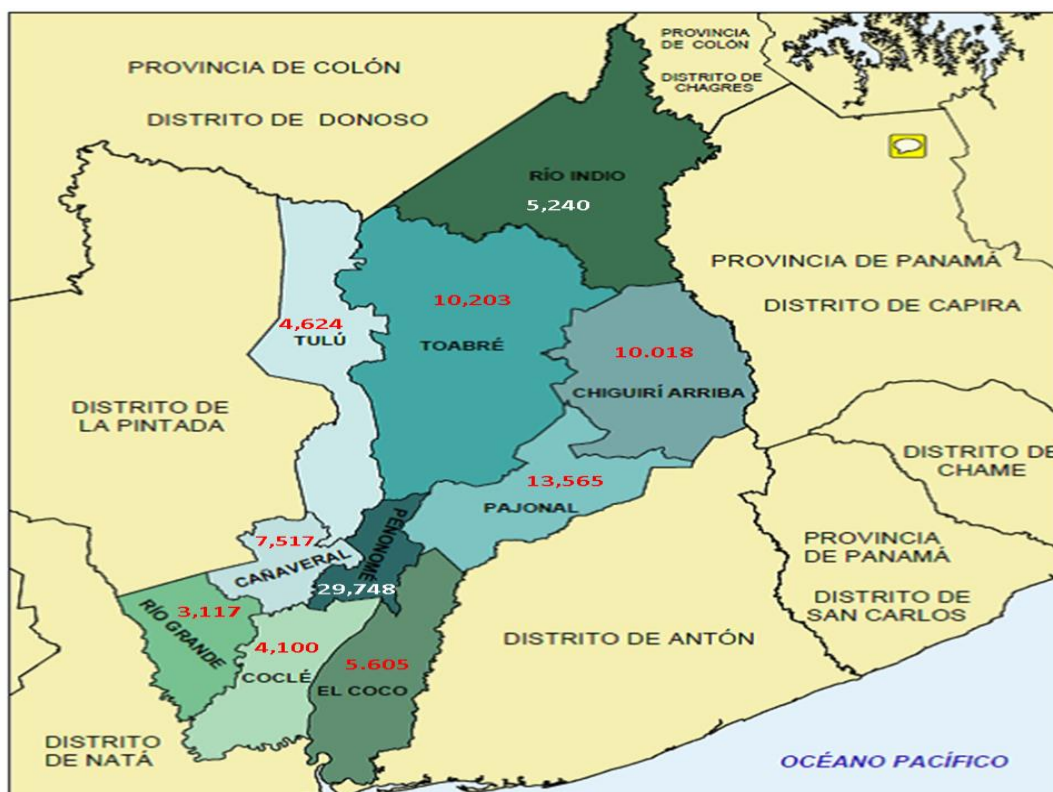 PROVINCIA DE COLÓN
DISTRITO DE DONOSO
PROVINCIA
DE COLÓN
DISTRITO DE
CHAGRES
RÍO INDIO
5,240
PROVINCIA DE PANAMÁ
DISTRITO DE CAPIRA
10,203
TOABRÉ
4,624
TULÚ
10.018
CHIGUIRÍ ARRIBA
DISTRITO DE
LA PINTADA
DISTRITO DE
CHAME
13,565
PAJONAL
PENONOMÉ
29,748
7,517
CAÑAVERAL
PROVINCIA
DE PANAMÁ
DISTRITO DE
SAN CARLOS
3,117
RÍO GRANDE
4,100
COCLÉ
5.605
EL COCO
DISTRITO DE ANTÓN
DISTRITO
DE NATÁ
OCÉANO PACÍFICO